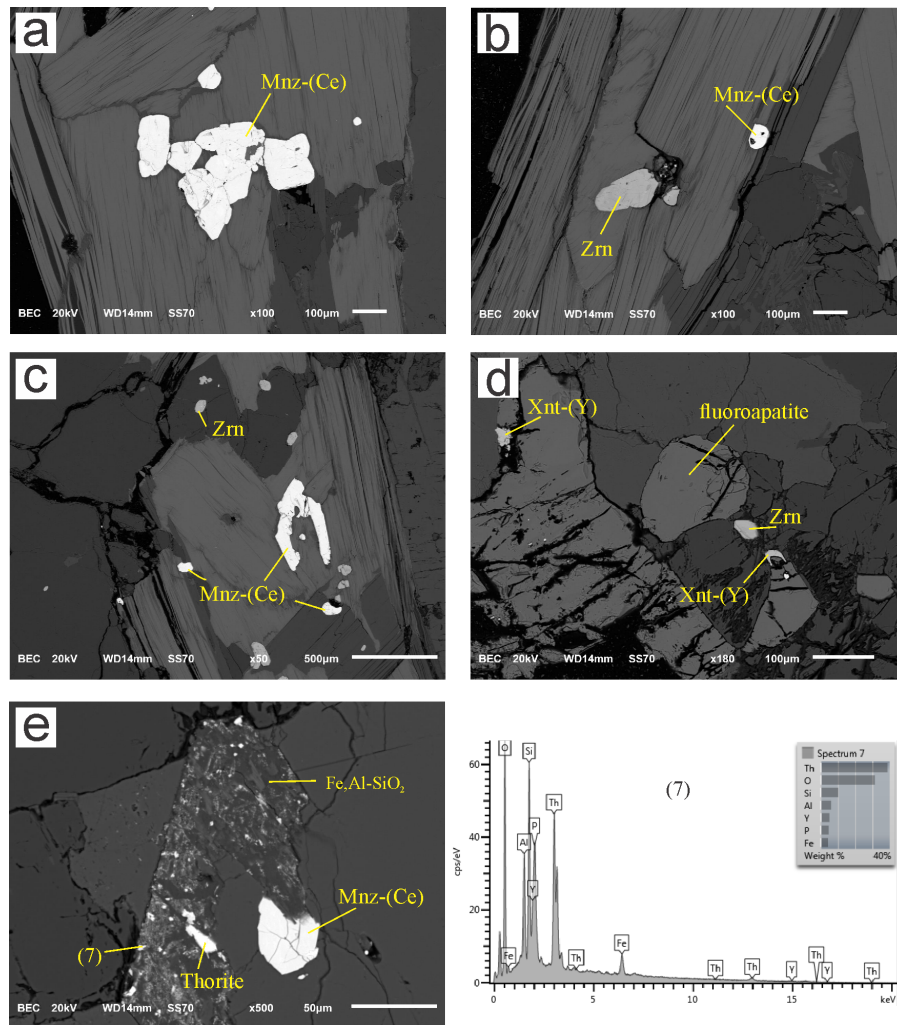 a
Mnz-(Ce)
BEC 20kV WD14mm SS70 x100 100µm
b
Mnz-(Ce)
Zrn
BEC 20kV WD14mm SS70 x100 100µm
c
Zrn
Mnz-(Ce)
BEC 20kV WD14mm SS70 x50 500µm
d
Xnt-(Y)
fluoroapatite
Zrn
Xnt-(Y)
BEC 20kV WD14mm SS70 x180 100µm
e
Fe,Al-SiO₂
Mnz-(Ce)
(7)
Thorite
BEC 20kV WD14mm SS70 x500 50µm
60
40
20
0
cps/eV
O
Si
Th
P
Al
Y
Fe
Fe
Th
Th
Th
Y
Th
Y
Th
(7)
0 5 10 15 keV
Spectrum 7
Th
O
Si
Al
Y
P
Fe
Weight % 40%